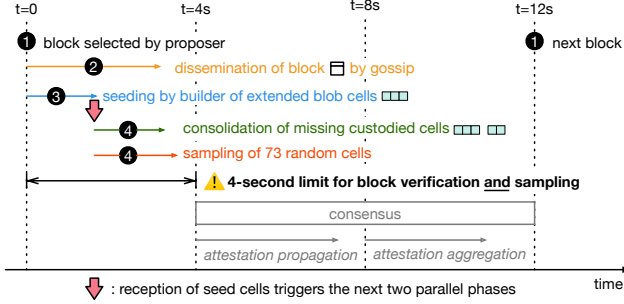 t=0 t=4s t=8s t=12s
1 block selected by proposer 1 next block
2 dissemination of block by gossip
3 seeding by builder of extended blob cells
4 consolidation of missing custodied cells
4 sampling of 73 random cells
4-second limit for block verification and sampling
consensus
attestation propagation attestation aggregation
time
: reception of seed cells triggers the next two parallel phases